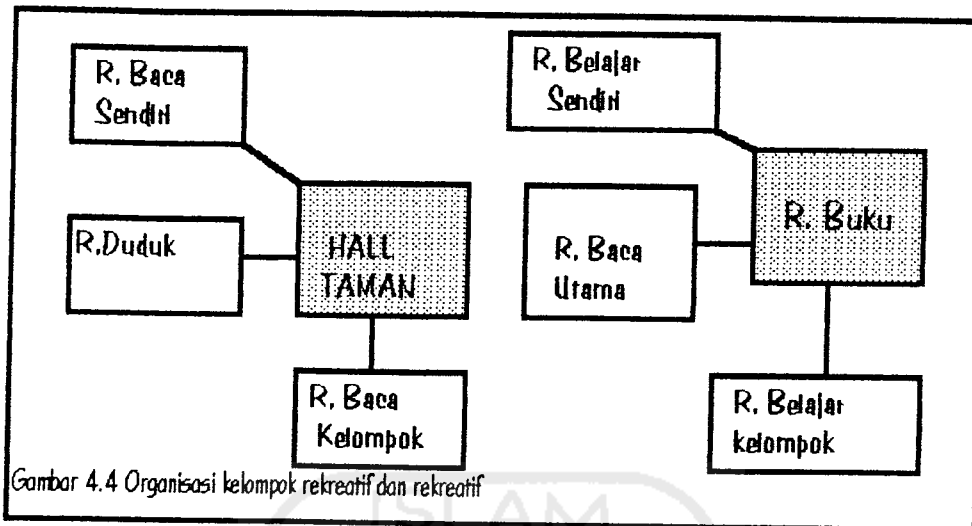 R. Baca
Sendiri
R. Belajar
Sendiri
R.Duduk
HALL
TAMAN
R. Baca
Utama
R. Buku
R. Baca
Kelompok
R. Belajar
kelompok
Gambar 4.4 Organisasi kelompok rekreatif dan rekreatif
ISLAM